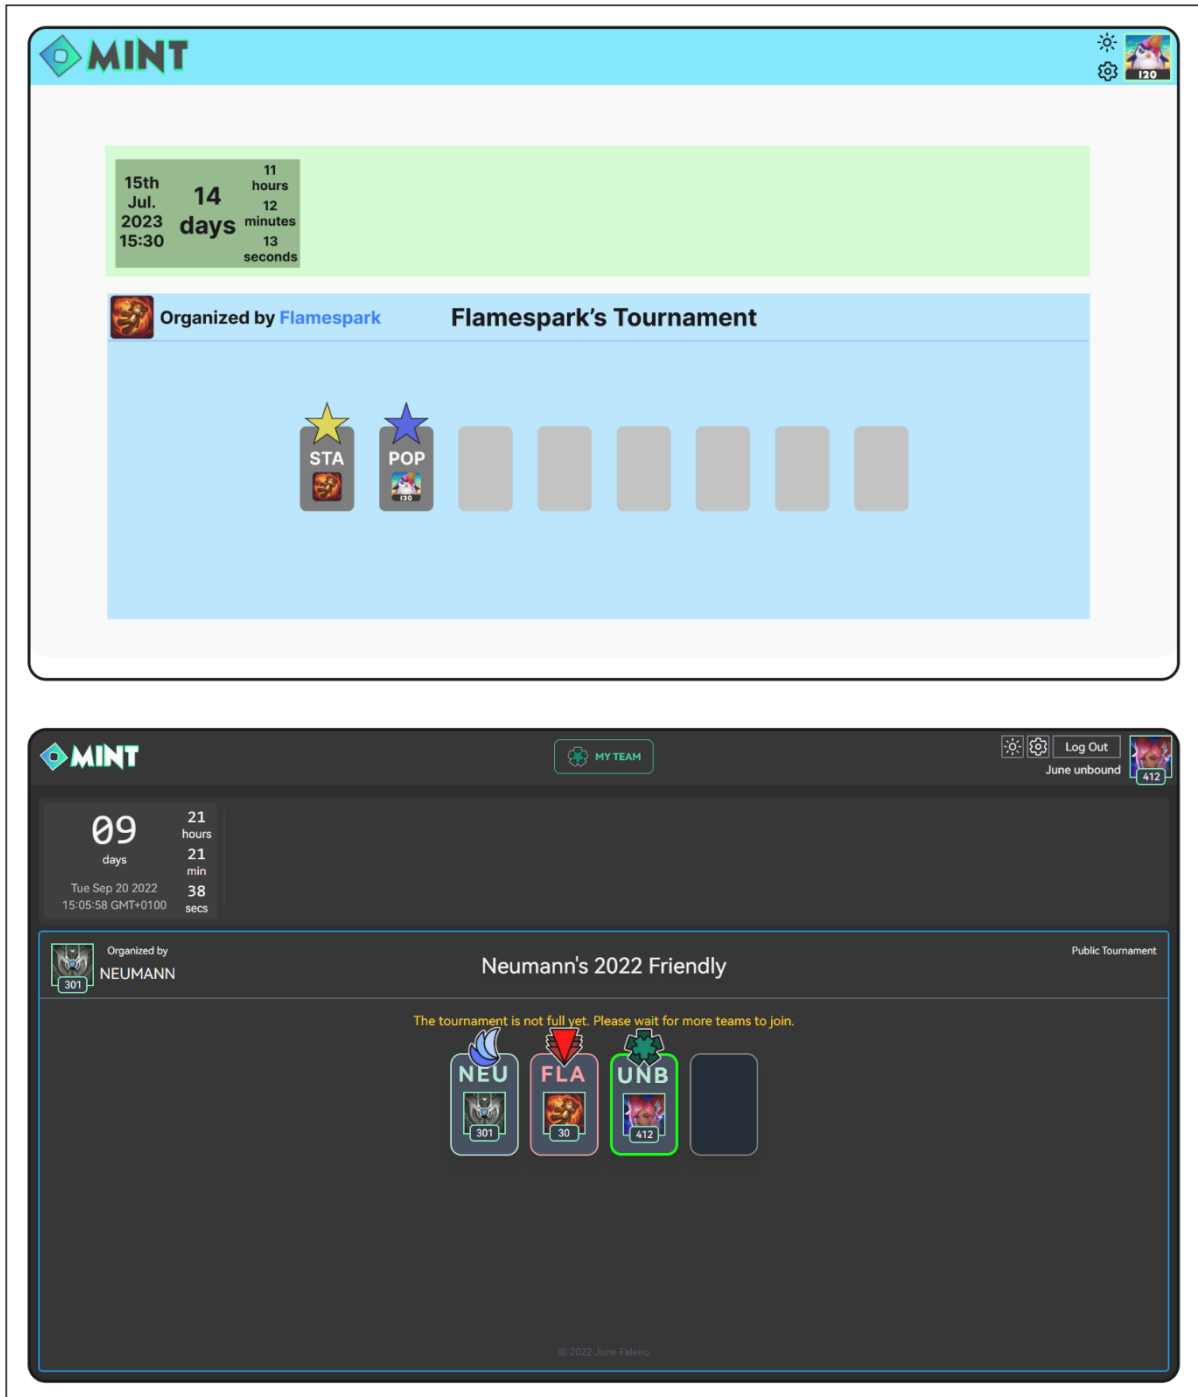 MINT
120
15th
Jul.
2023
15:30
14
days
11
hours
12
minutes
13
seconds
Organized by Flamespark
Flamespark's Tournament
STA
POP
120
MINT
MY TEAM
Log Out
June unbound
412
09
days
Tue Sep 20 2022
15:05:58 GMT+0100
21
hours
21
min
38
secs
Organized by
NEUMANN
301
Neumann's 2022 Friendly
Public Tournament
The tournament is not full yet. Please wait for more teams to join.
NEU
301
FLA
30
UNB
412
© 2022 June Faleiro